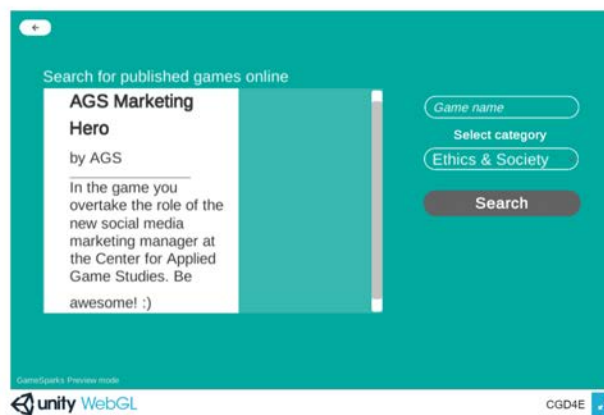 Search for published games online
AGS Marketing
Hero
by AGS
In the game you
overtake the role of the
new social media
marketing manager at
the Center for Applied
Game Studies. Be
awesome! :)
Game name
Select category
Ethics & Society
Search
GameSparks Preview mode
unity WebGL
CGD4E